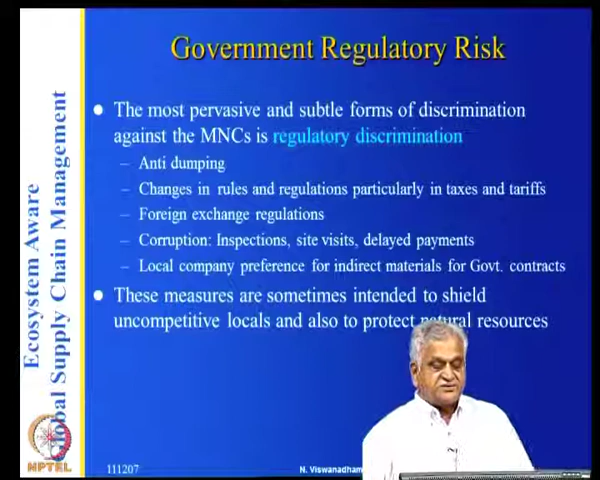 Government Regulatory Risk
The most pervasive and subtle forms of discrimination
against the MNCs is regulatory discrimination
– Anti dumping
– Changes in rules and regulations particularly in taxes and tariffs
– Foreign exchange regulations
– Corruption: Inspections, site visits, delayed payments
– Local company preference for indirect materials for Govt. contracts
These measures are sometimes intended to shield
uncompetitive locals and also to protect natural resources
Ecosystem Aware
Global Supply Chain Management
NPTEL
111207
N. Viswanadham